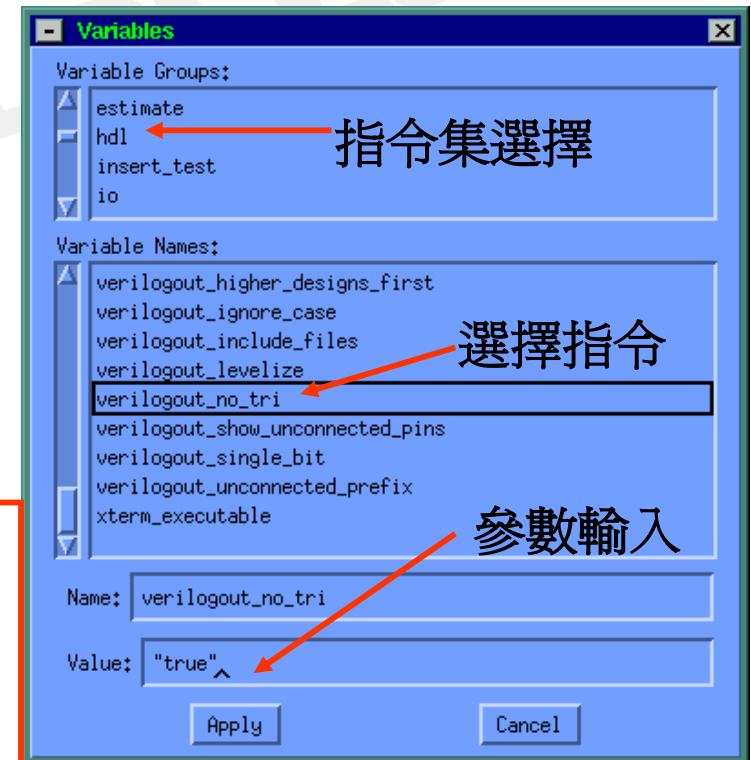 Variables
Variable Groups:
estimate
hdl
指令集選擇
insert_test
io
Variable Names:
verilogout_higher_designs_first
verilogout_ignore_case
verilogout_include_files
選擇指令
verilogout_levelize
verilogout_no_tri
verilogout_show_unconnected_pins
verilogout_single_bit
verilogout_unconnected_prefix
xterm_executable
參數輸入
Name: verilogout_no_tri
Value: "true"
Apply Cancel